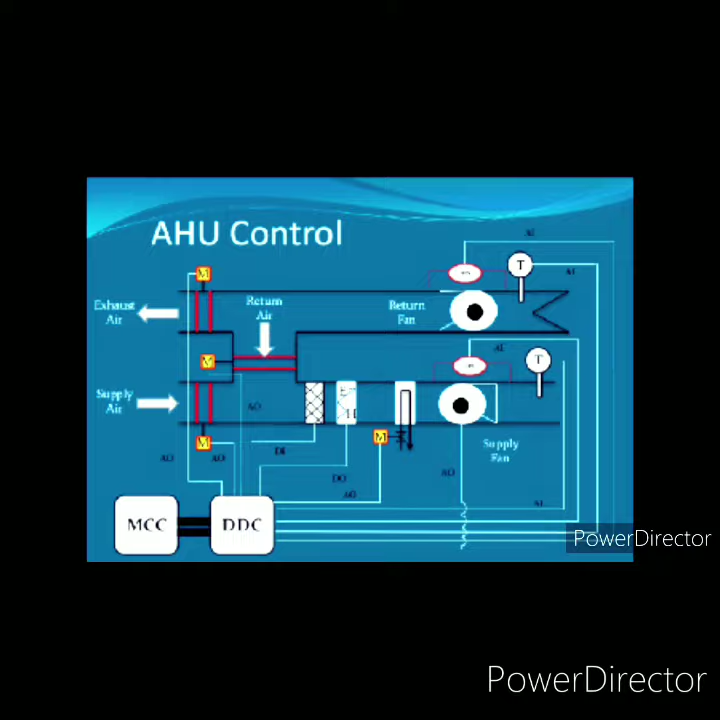 AHU Control
AI
T
AI
M
Exhaust
Air
Return
Air
Return
Fan
AI
M
T
Supply
Air
AO
M
M
Supply
Fan
AO
AO
DI
DO
AO
AO
AI
MCC
DDC
PowerDirector
PowerDirector